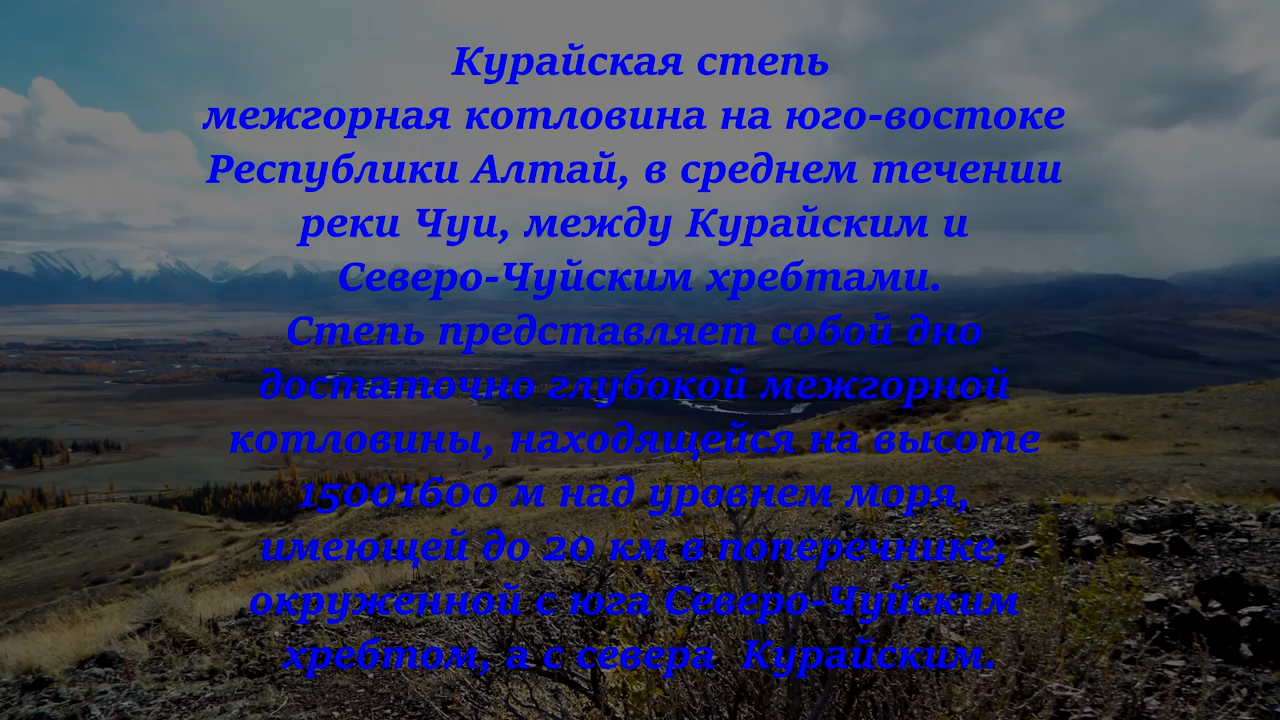 Курайская степь
межгорная котловина на юго-востоке
Республики Алтай, в среднем течении
реки Чуи, между Курайским и
Северо-Чуйским хребтами.
Степь представляет собой дно
достаточно глубокой межгорной
котловины, находящейся на высоте
15001600 м над уровнем моря,
имеющей до 20 км в поперечнике,
окруженной с юга Северо-Чуйским
хребтом, а с севера  Курайским.